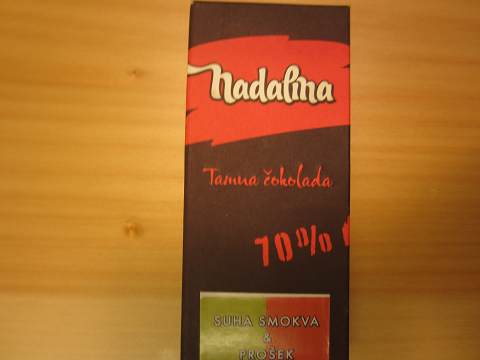 Nadalina
Tamna čokolada
70%
SUHA SMOKVA
&
PROŠEK